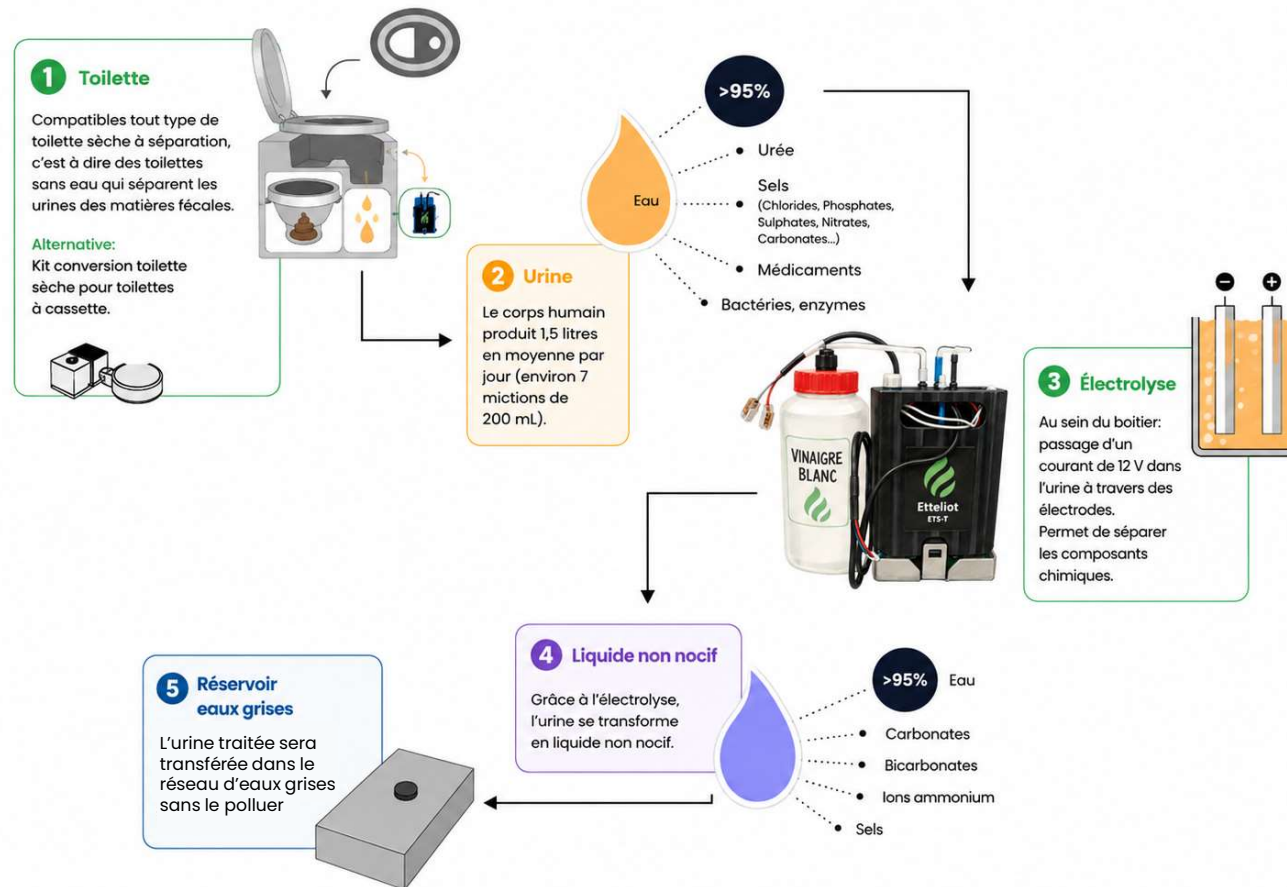 1 Toilette
Compatibles tout type de
toilette sèche à séparation,
c'est à dire des toilettes
sans eau qui séparent les
urines des matières fécales.
Alternative:
Kit conversion toilette
sèche pour toilettes
à cassette.
2 Urine
Le corps humain
produit 1,5 litres
en moyenne par
jour (environ 7
mictions de
200 mL).
Eau
>95%
Urée
Sels
(Chlorides, Phosphates,
Sulphates, Nitrates,
Carbonates...)
Médicaments
Bactéries, enzymes
VINAIGRE
BLANC
Etteliot
ETS-T
− +
3 Électrolyse
Au sein du boitier:
passage d'un
courant de 12 V dans
l'urine à travers des
électrodes.
Permet de séparer
les composants
chimiques.
4 Liquide non nocif
Grâce à l'électrolyse,
l'urine se transforme
en liquide non nocif.
>95% Eau
Carbonates
Bicarbonates
Ions ammonium
Sels
5 Réservoir
eaux grises
L'urine traitée sera
transférée dans le
réseau d'eaux grises
sans le polluer